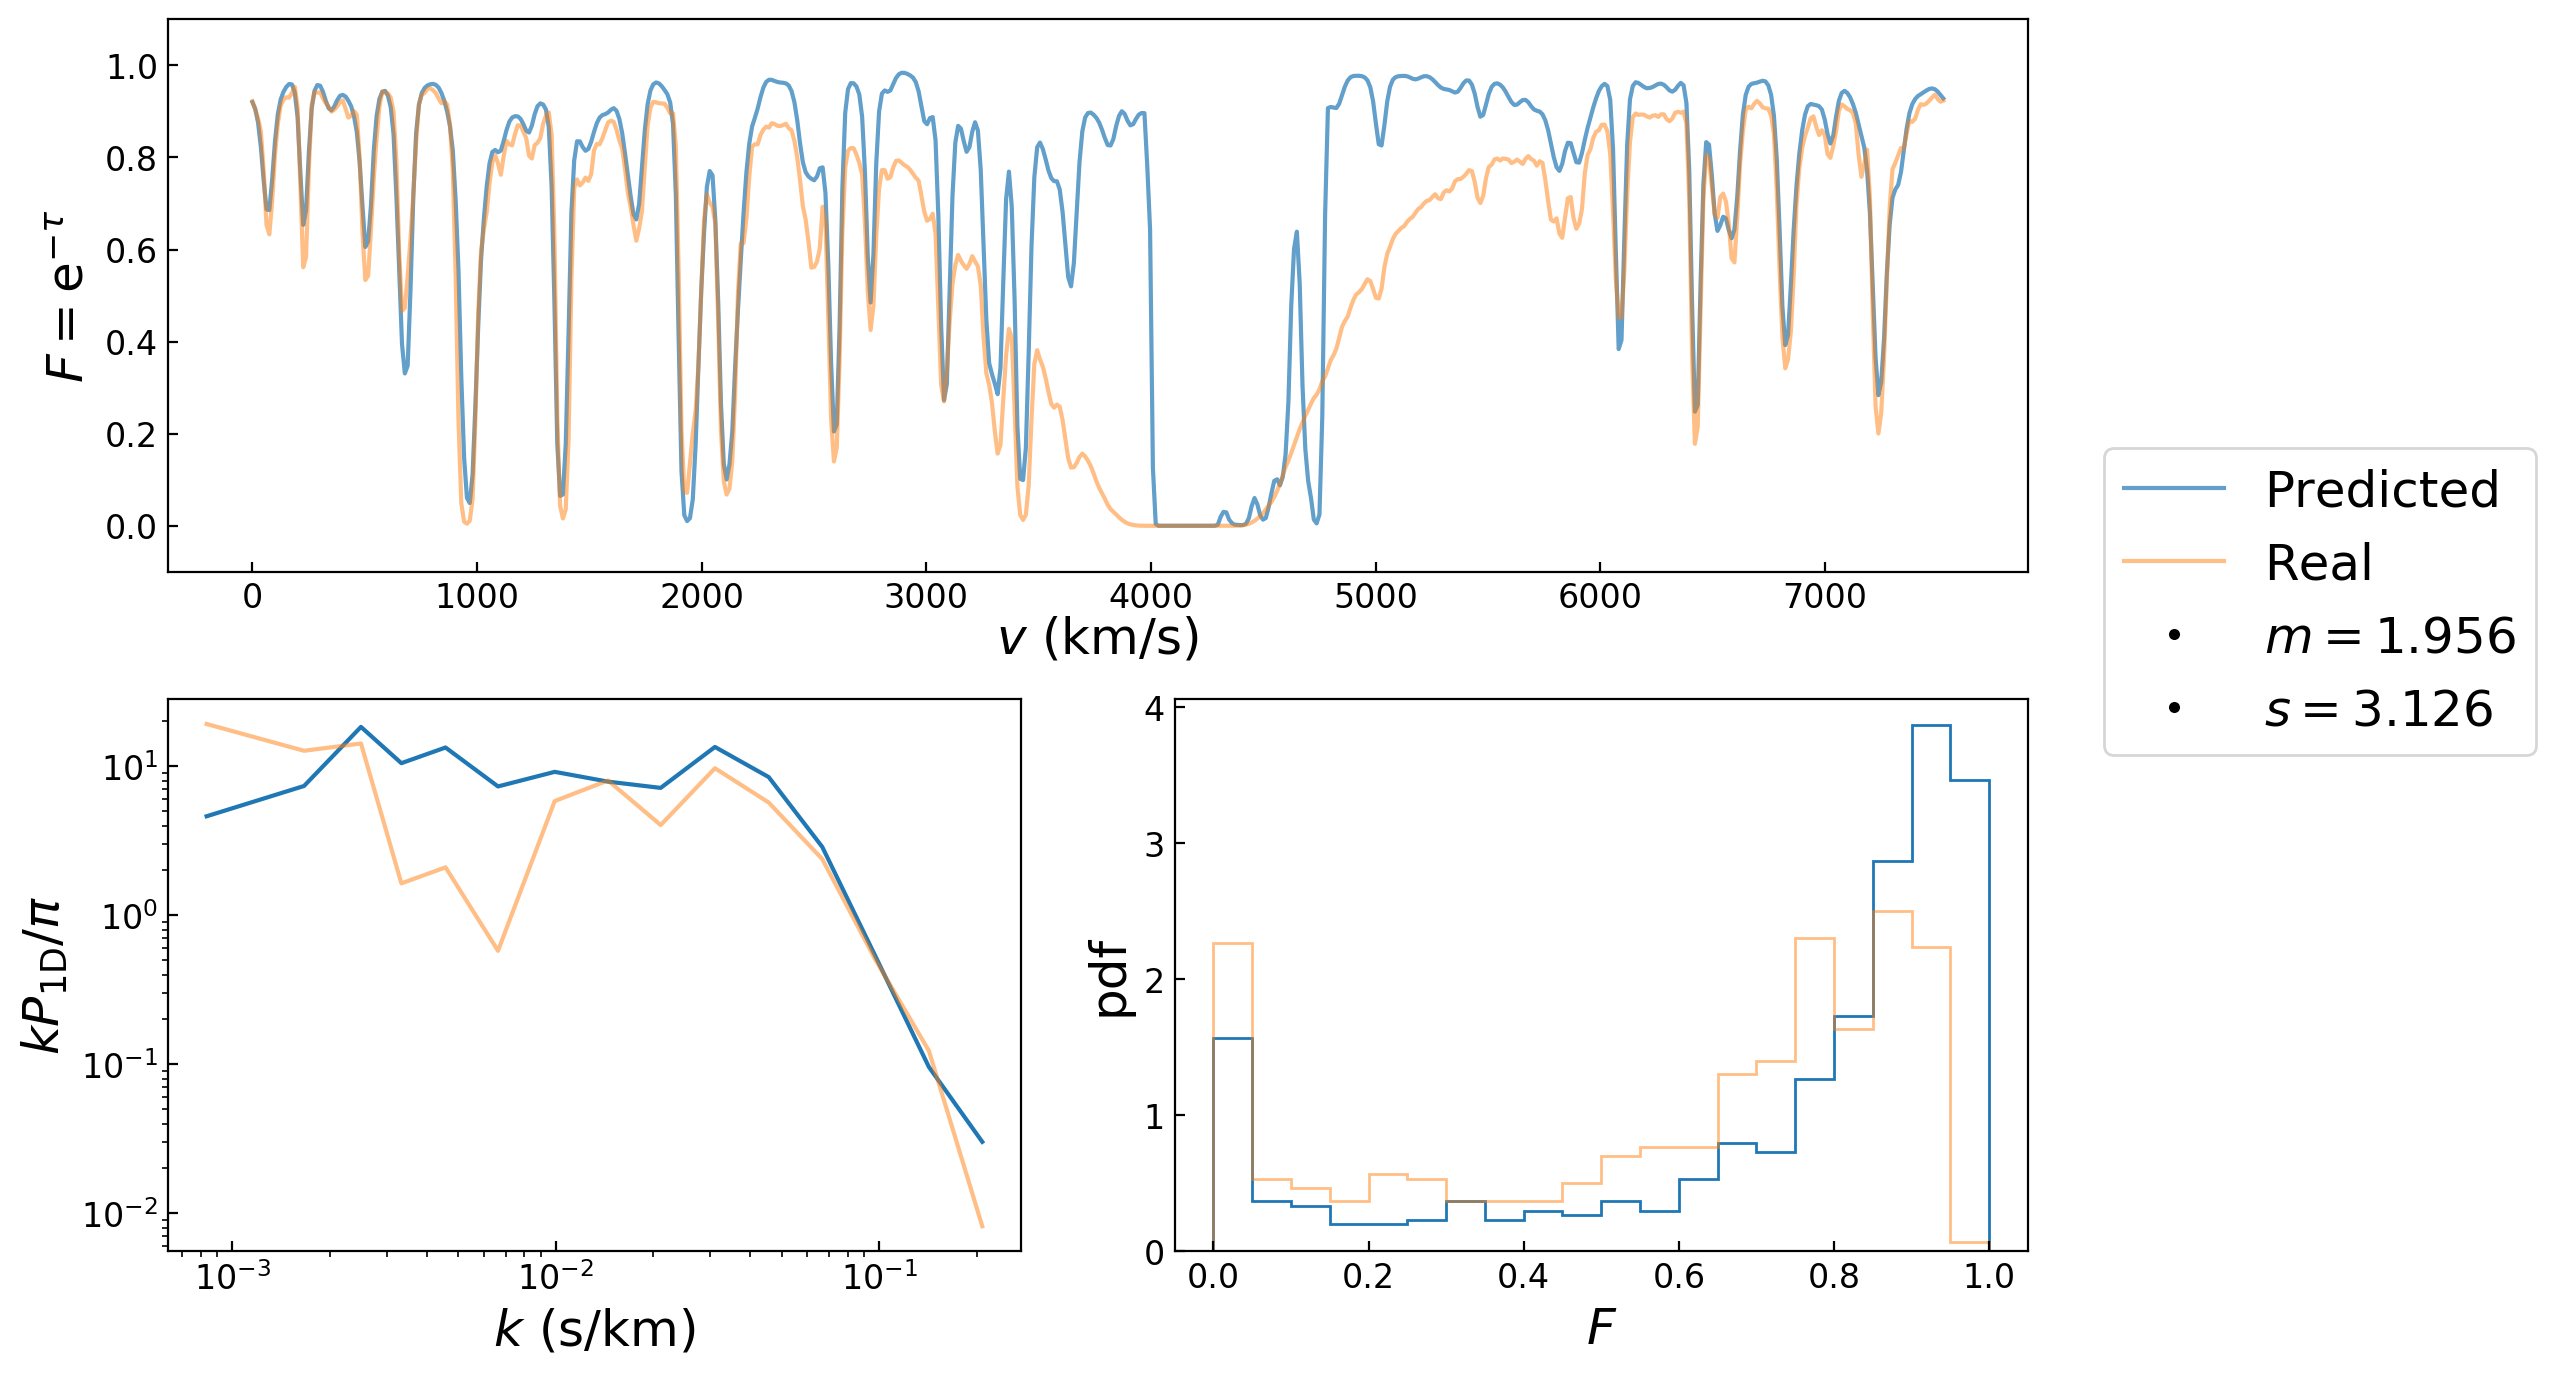 1.0
0.8
0.6
0.4
0.2
0.0
F = e^{−τ}
0 1000 2000 3000 4000 5000 6000 7000
v (km/s)
Predicted
Real
m = 1.956
s = 3.126
10^1
10^0
10^{−1}
10^{−2}
kP_{1D}/π
10^{−3} 10^{−2} 10^{−1}
k (s/km)
4
3
2
1
0
pdf
0.0 0.2 0.4 0.6 0.8 1.0
F